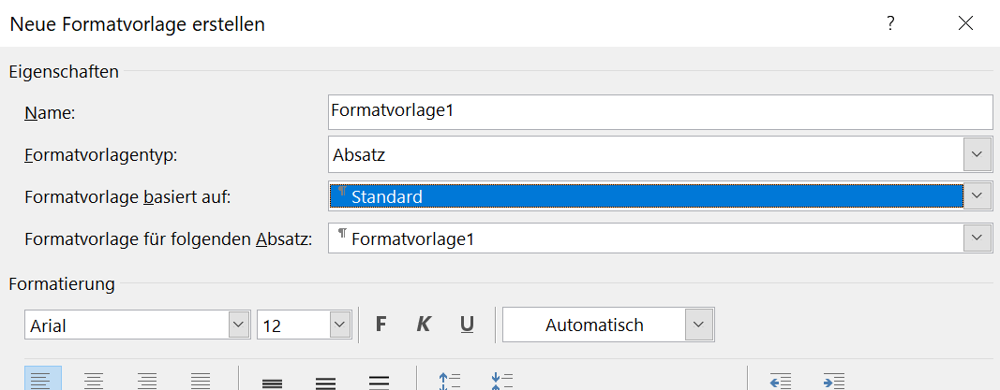 Neue Formatvorlage erstellen ?
Eigenschaften
Name: Formatvorlage1
Formatvorlagentyp: Absatz
Formatvorlage basiert auf: ¶ Standard
Formatvorlage für folgenden Absatz: ¶ Formatvorlage1
Formatierung
Arial 12 F K U Automatisch